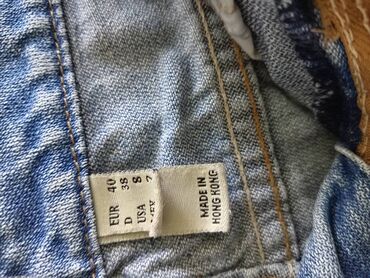 EUR 40
D 38
USA 8
MADE IN
HONG KONG